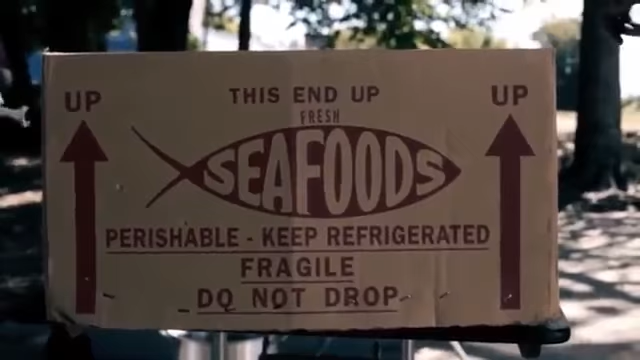 UP THIS END UP UP
FRESH
SEAFOODS
PERISHABLE - KEEP REFRIGERATED
FRAGILE
DO NOT DROP